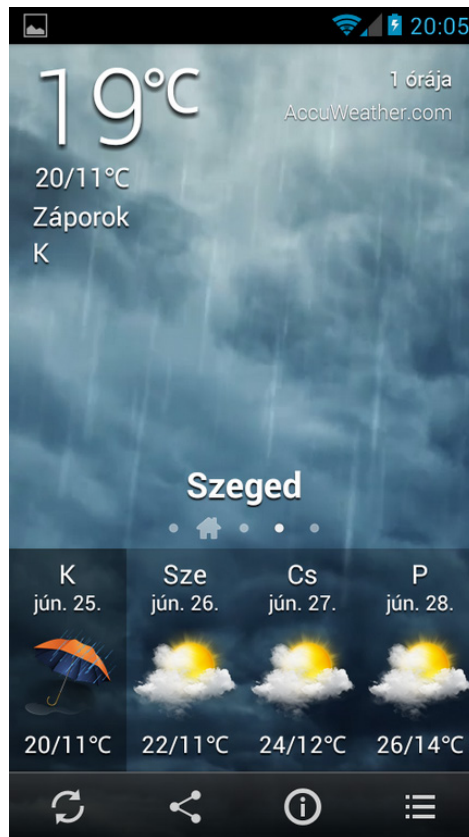 20:05
19°C
1 órája
AccuWeather.com
20/11°C
Záporok
K
Szeged
K Sze Cs P
jún. 25. jún. 26. jún. 27. jún. 28.
20/11°C 22/11°C 24/12°C 26/14°C